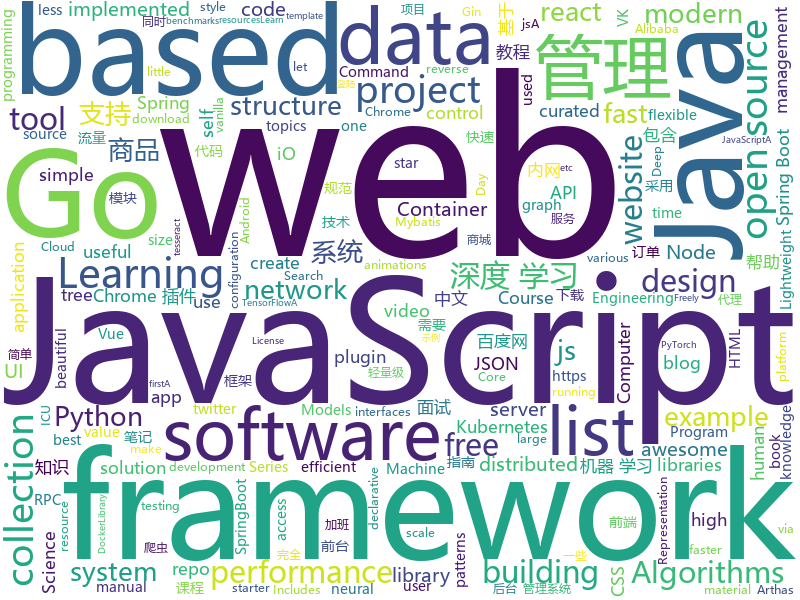 programming
同时
benchmarks
resourcesLearn
template
项目
Gin
jsA
基于
style
less
implemented
code
react
modern
VK
Alibaba
management
based
data
管理
Java
little
登陆
let
reverse
Command
Chrome
教程
tool
支持
Spring
download
self
vanilla
project
used
curated
fast
flexible
structure
control
source
流量
topics
one
快速
包含
Deep
JavaScriptA
open source
商品
代码
iO
star
内网
etc
website
采用
Go
web
simple
模块
规范
Day
API
graph
time
Spring Boot
Container
Android
技术
Mybatis
商城
服务
various
订单
Node
帮助
Cloud
useful
size
tesseract
系统
Search
animations
Lightweight
application
tree
Chrome 插件
create
configuration
TensorFlowA
Learning
深度 学习
design
use
network
video
中文
Course
下载
Engineering
Freely
代理
beautiful
Vue
License
需要
百度网
示例
JavaScript
简单
firstA
框架
轻量级
plugin
JSON
js
Core
https
PyTorch
blog
HTML
platform
UI
app
twitter
Models
interfaces
server
running
Computer
Python
software
list
example
ICU
best
笔记
value
make
free
面试
Kubernetes
large
Program
awesome
human
book
knowledge
collection
知识
solution
development
Series
efficient
Machine
指南
distributed
机器 学习
libraries
RPC
resource
DockerLibrary
SpringBoot
testing
access
加班
declarative
scale
前端
via
framework
Science
爬虫
完全
前台
faster
high
Representation
system
repo
library
patterns
building
一些
CSS
Algorithms
manual
课程
starter
Includes
neural
performance
user
后台
管理系统
material
Arthas